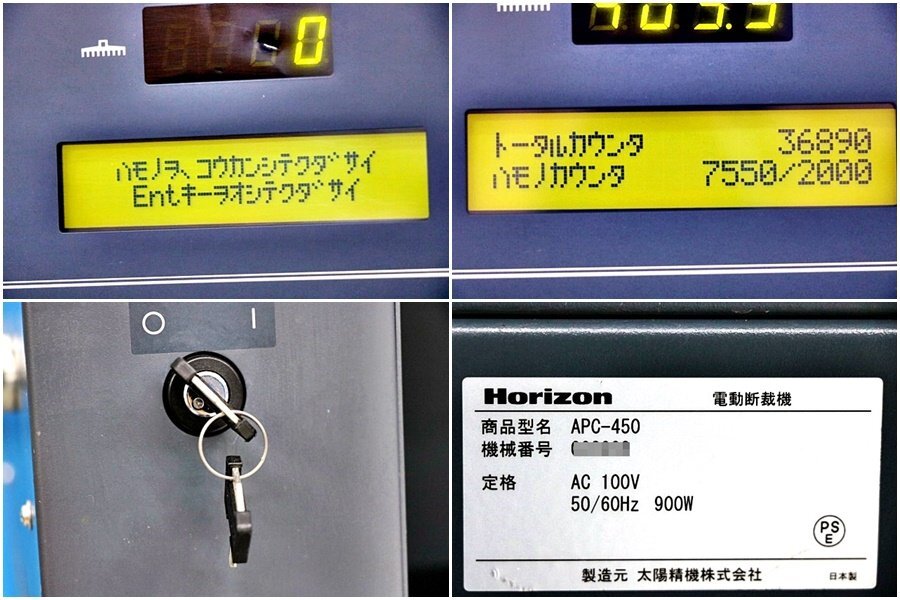 0
ハモノヲ、コウカンシテクダサイ
Entキーヲオシテクダサイ
トータルカウンタ 36890
ハモノカウンタ 7550/2000
O I
Horizon 電動断裁機
商品型名 APC-450
機械番号
定格 AC 100V
50/60Hz 900W
PS
E
製造元 太陽精機株式会社 日本製